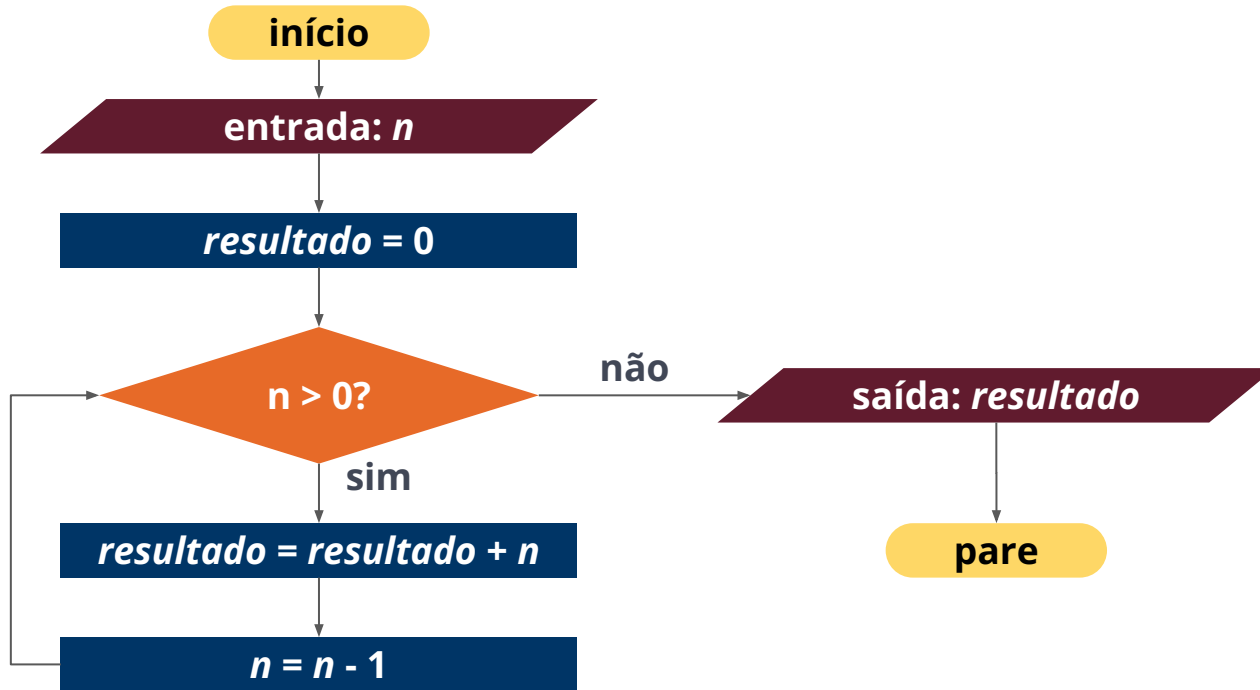 início
entrada: n
resultado = 0
n > 0?
não
saída: resultado
sim
resultado = resultado + n
pare
n = n - 1